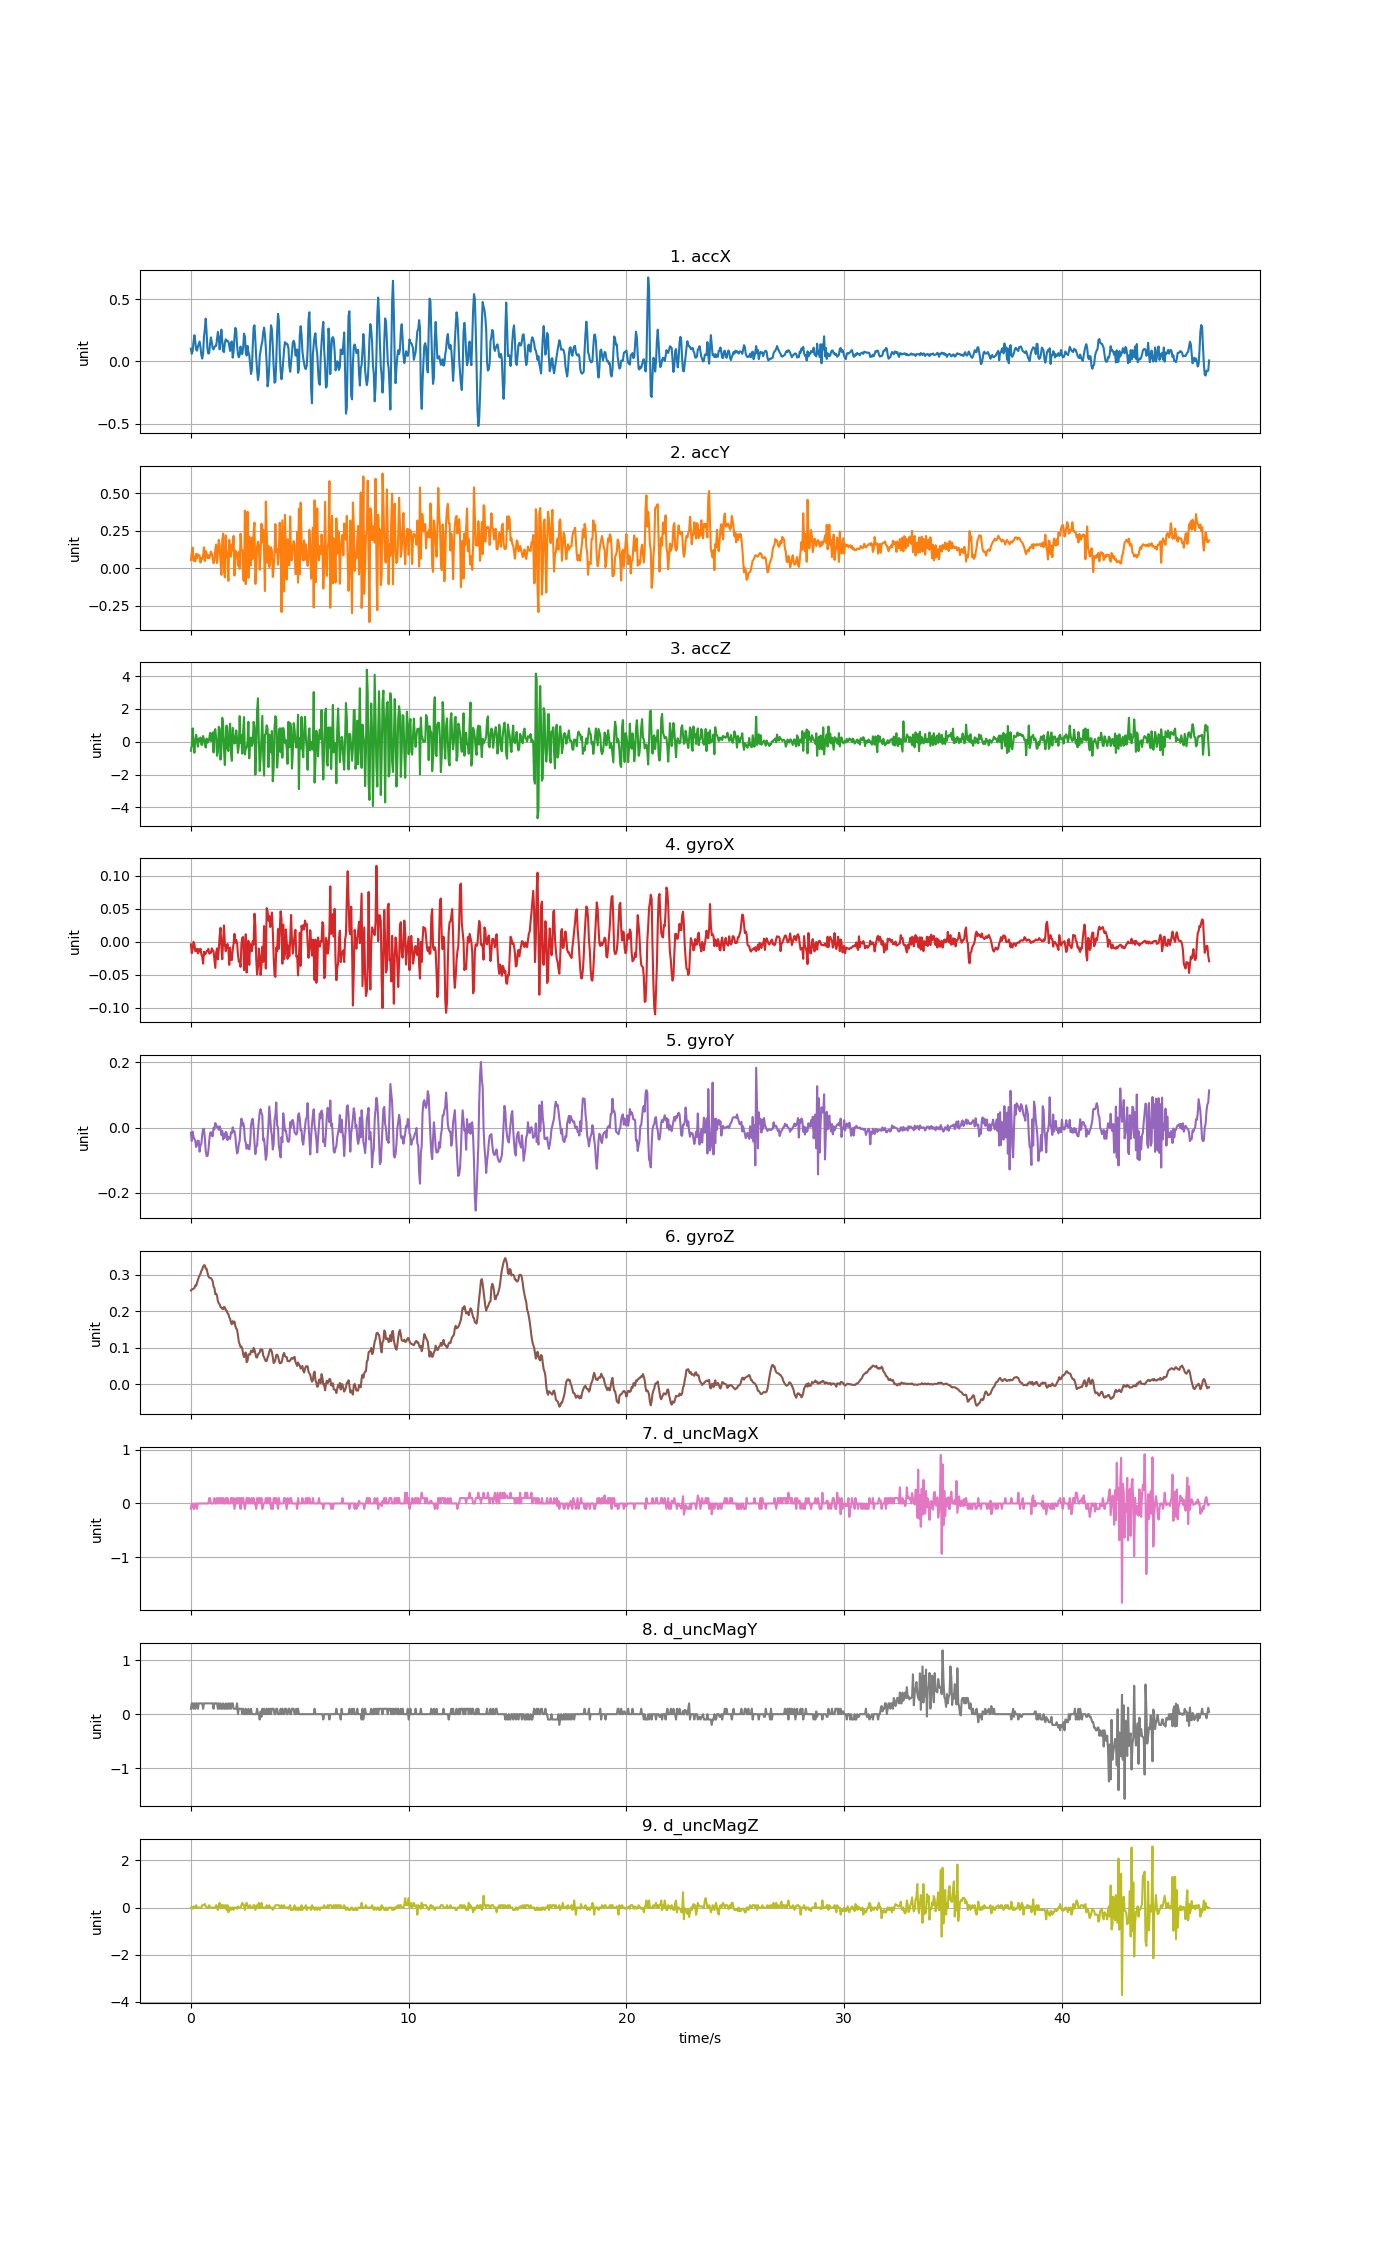 1. accX
0.5
0.0
−0.5
unit
2. accY
0.50
0.25
0.00
−0.25
unit
3. accZ
4
2
0
−2
−4
unit
4. gyroX
0.10
0.05
0.00
−0.05
−0.10
unit
5. gyroY
0.2
0.0
−0.2
unit
6. gyroZ
0.3
0.2
0.1
0.0
unit
7. d_uncMagX
1
0
−1
unit
8. d_uncMagY
1
0
−1
unit
9. d_uncMagZ
2
0
−2
−4
unit
0 10 20 30 40
time/s